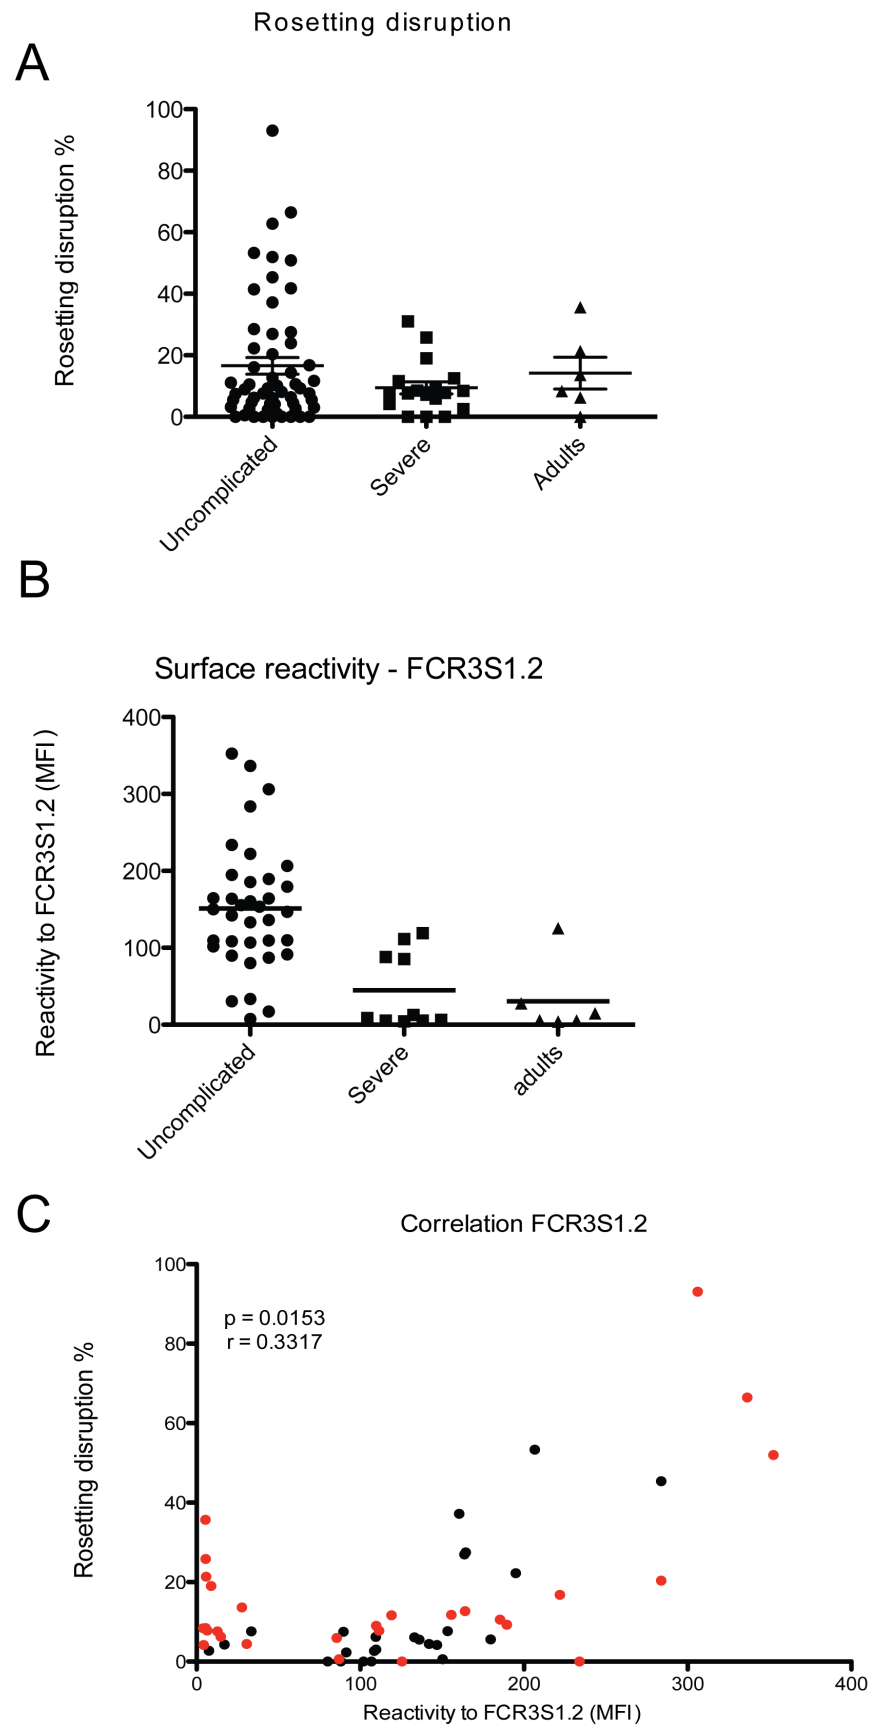 Rosetting disruption
A
Rosetting disruption %
100
80
60
40
20
0
Uncomplicated
Severe
Adults
B
Surface reactivity - FCR3S1.2
Reactivity to FCR3S1.2 (MFI)
400
300
200
100
0
Uncomplicated
Severe
adults
C
Correlation FCR3S1.2
p = 0.0153
r = 0.3317
Rosetting disruption %
100
80
60
40
20
0
0 100 200 300 400
Reactivity to FCR3S1.2 (MFI)